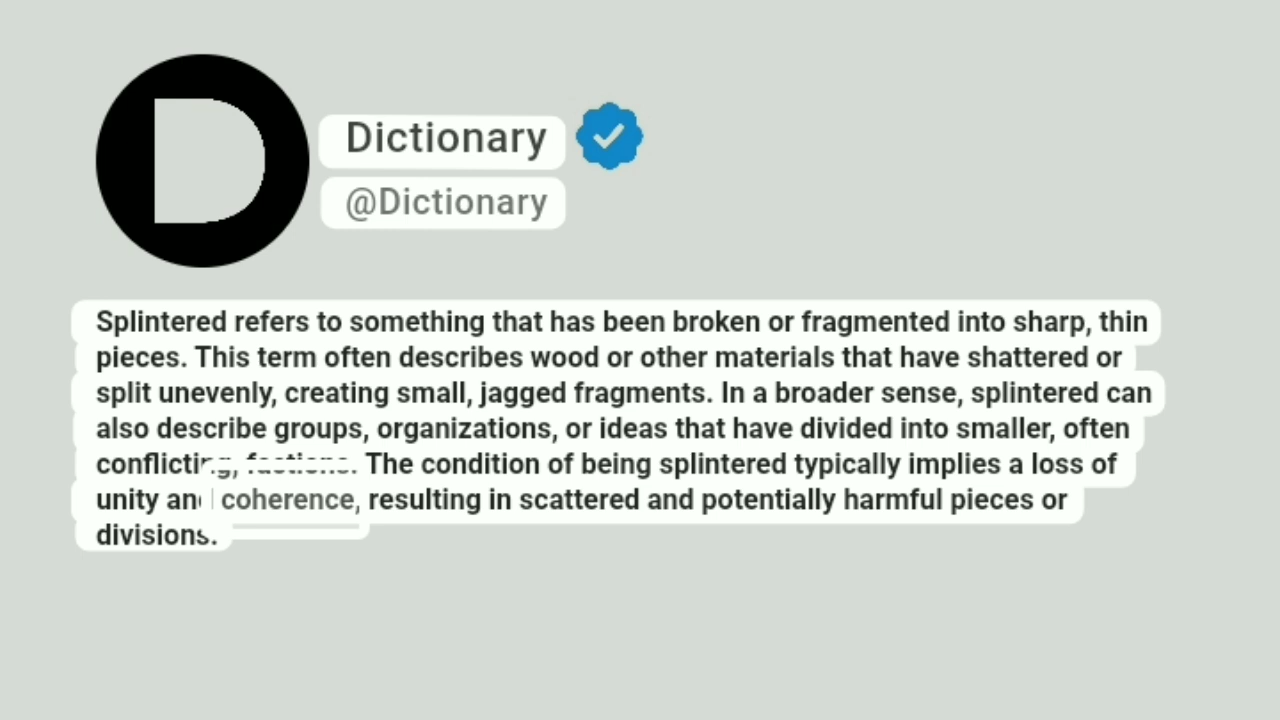 D
Dictionary
@Dictionary
Splintered refers to something that has been broken or fragmented into sharp, thin
pieces. This term often describes wood or other materials that have shattered or
split unevenly, creating small, jagged fragments. In a broader sense, splintered can
also describe groups, organizations, or ideas that have divided into smaller, often
conflicting, factions. The condition of being splintered typically implies a loss of
unity and coherence, resulting in scattered and potentially harmful pieces or
divisions.